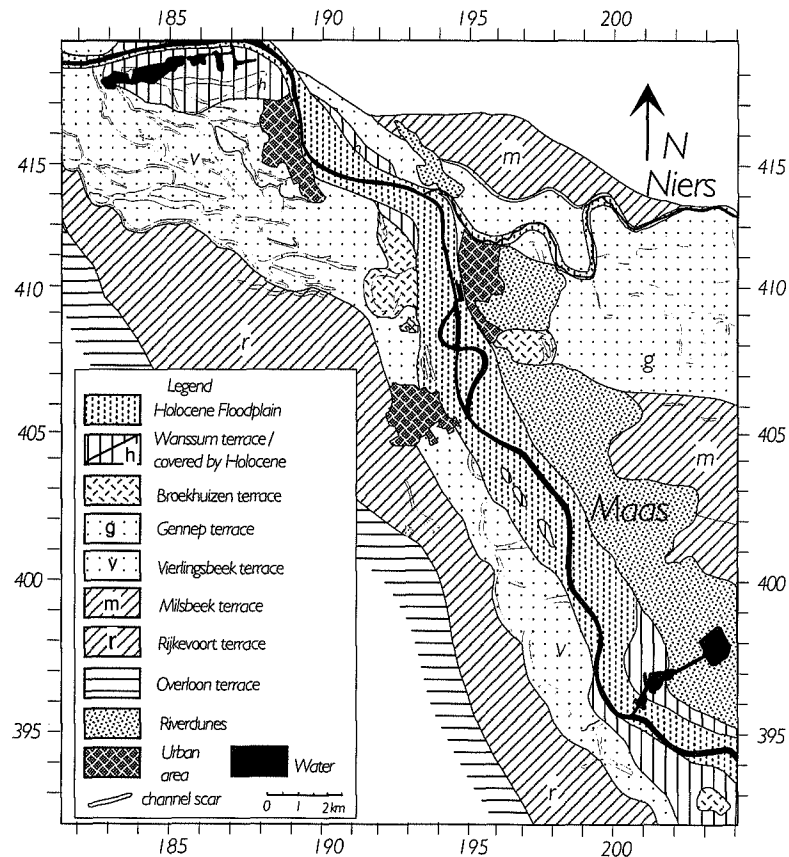 185 190 195 200
415 415
410 410
405 405
400 400
395 395
185 190 195 200
N
Niers
Maas
h
v
h
m
r
g
m
v
r
Legend
Holocene Floodplain
Wanssum terrace /
h covered by Holocene
Broekhuizen terrace
g Gennep terrace
v Vierlingsbeek terrace
m Milsbeek terrace
r Rijkevoort terrace
Overloon terrace
Riverdunes
Urban
area
Water
channel scar
0 1 2km